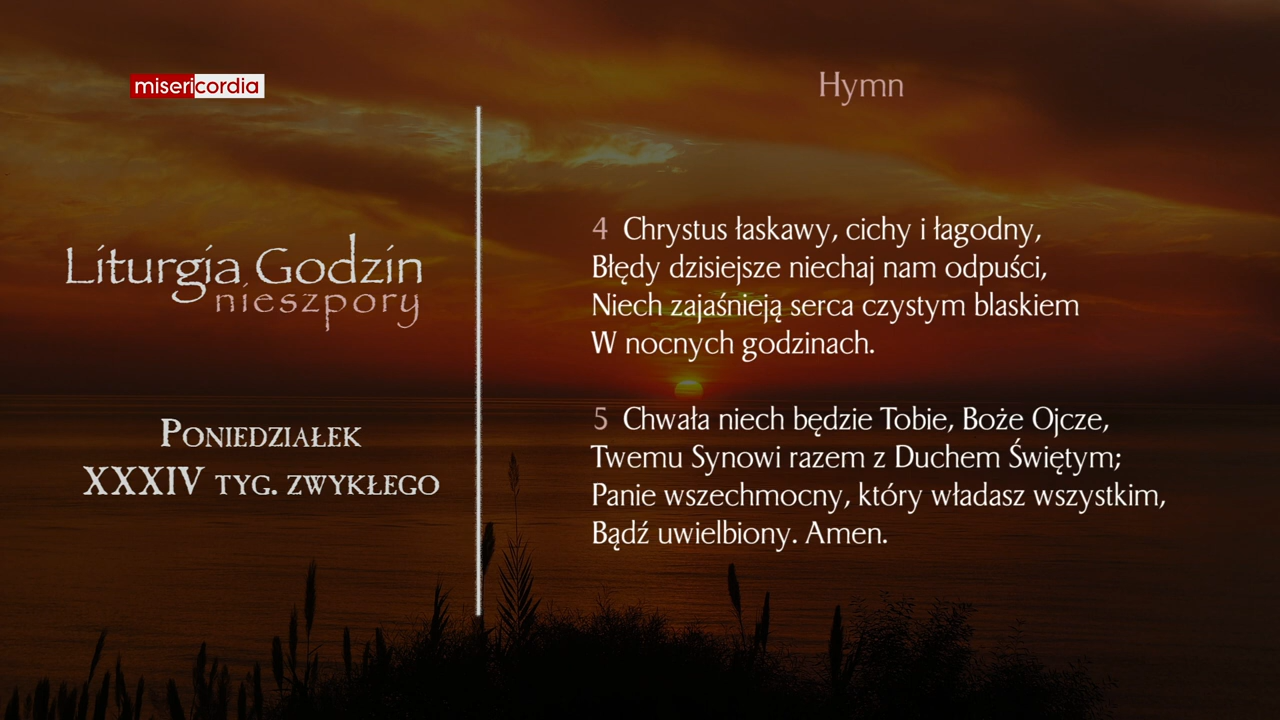 misericordia
Liturgia Godzin
nieszpory
Poniedziałek
XXXIV tyg. zwykłego
Hymn
4 Chrystus łaskawy, cichy i łagodny,
Błędy dzisiejsze niechaj nam odpuści,
Niech zajaśnieją serca czystym blaskiem
W nocnych godzinach.
5 Chwała niech będzie Tobie, Boże Ojcze,
Twemu Synowi razem z Duchem Świętym;
Panie wszechmocny, który władasz wszystkim,
Bądź uwielbiony. Amen.